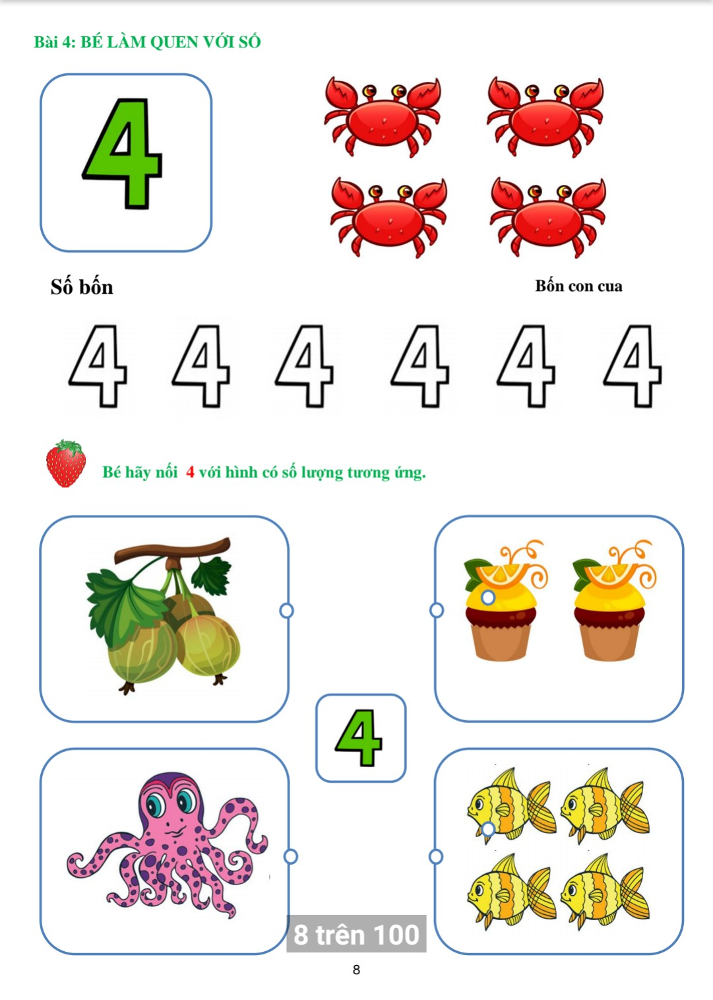 Bài 4: BÉ LÀM QUEN VỚI SỐ
4
Số bốn
Bốn con cua
4 4 4 4 4 4
Bé hãy nối 4 với hình có số lượng tương ứng.
4
8 trên 100
8